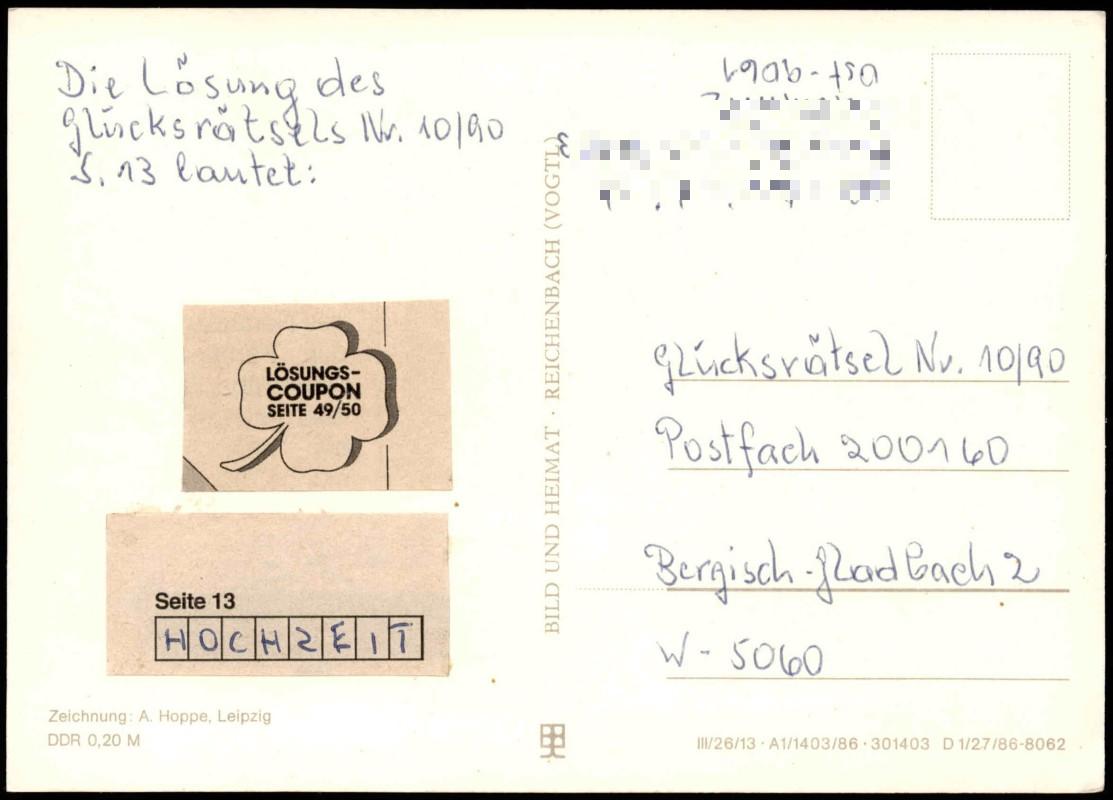 Die Lösung des
Glücksrätsels Nr. 10/90
S. 13 lautet:
LÖSUNGS-
COUPON
SEITE 49/50
Seite 13
HOCHZEIT
Zeichnung: A. Hoppe, Leipzig
DDR 0,20 M
BILD UND HEIMAT · REICHENBACH (VOGTL)
Ost-9061
Glücksrätsel Nr. 10/90
Postfach 200160
Bergisch-Gladbach 2
W-5060
III/26/13 · A1/1403/86 · 301403 D 1/27/86-8062